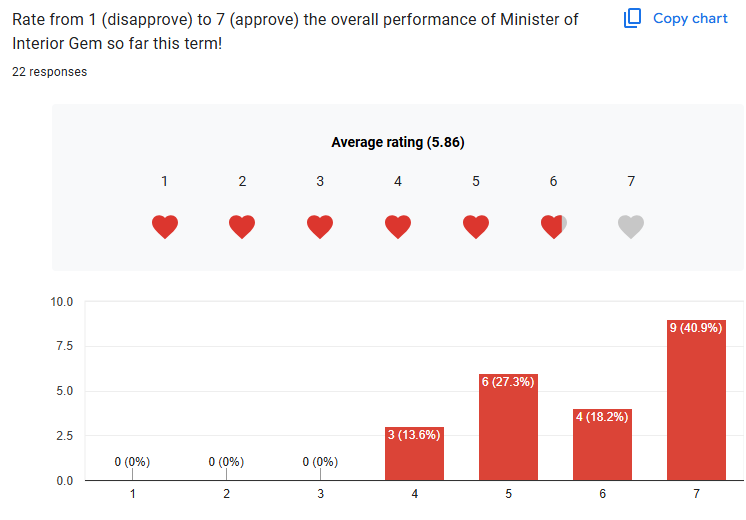 Rate from 1 (disapprove) to 7 (approve) the overall performance of Minister of
Interior Gem so far this term!
Copy chart
22 responses
Average rating (5.86)
1 2 3 4 5 6 7
10.0
7.5
5.0
2.5
0.0
0 (0%)
0 (0%)
0 (0%)
3 (13.6%)
6 (27.3%)
4 (18.2%)
9 (40.9%)
1 2 3 4 5 6 7